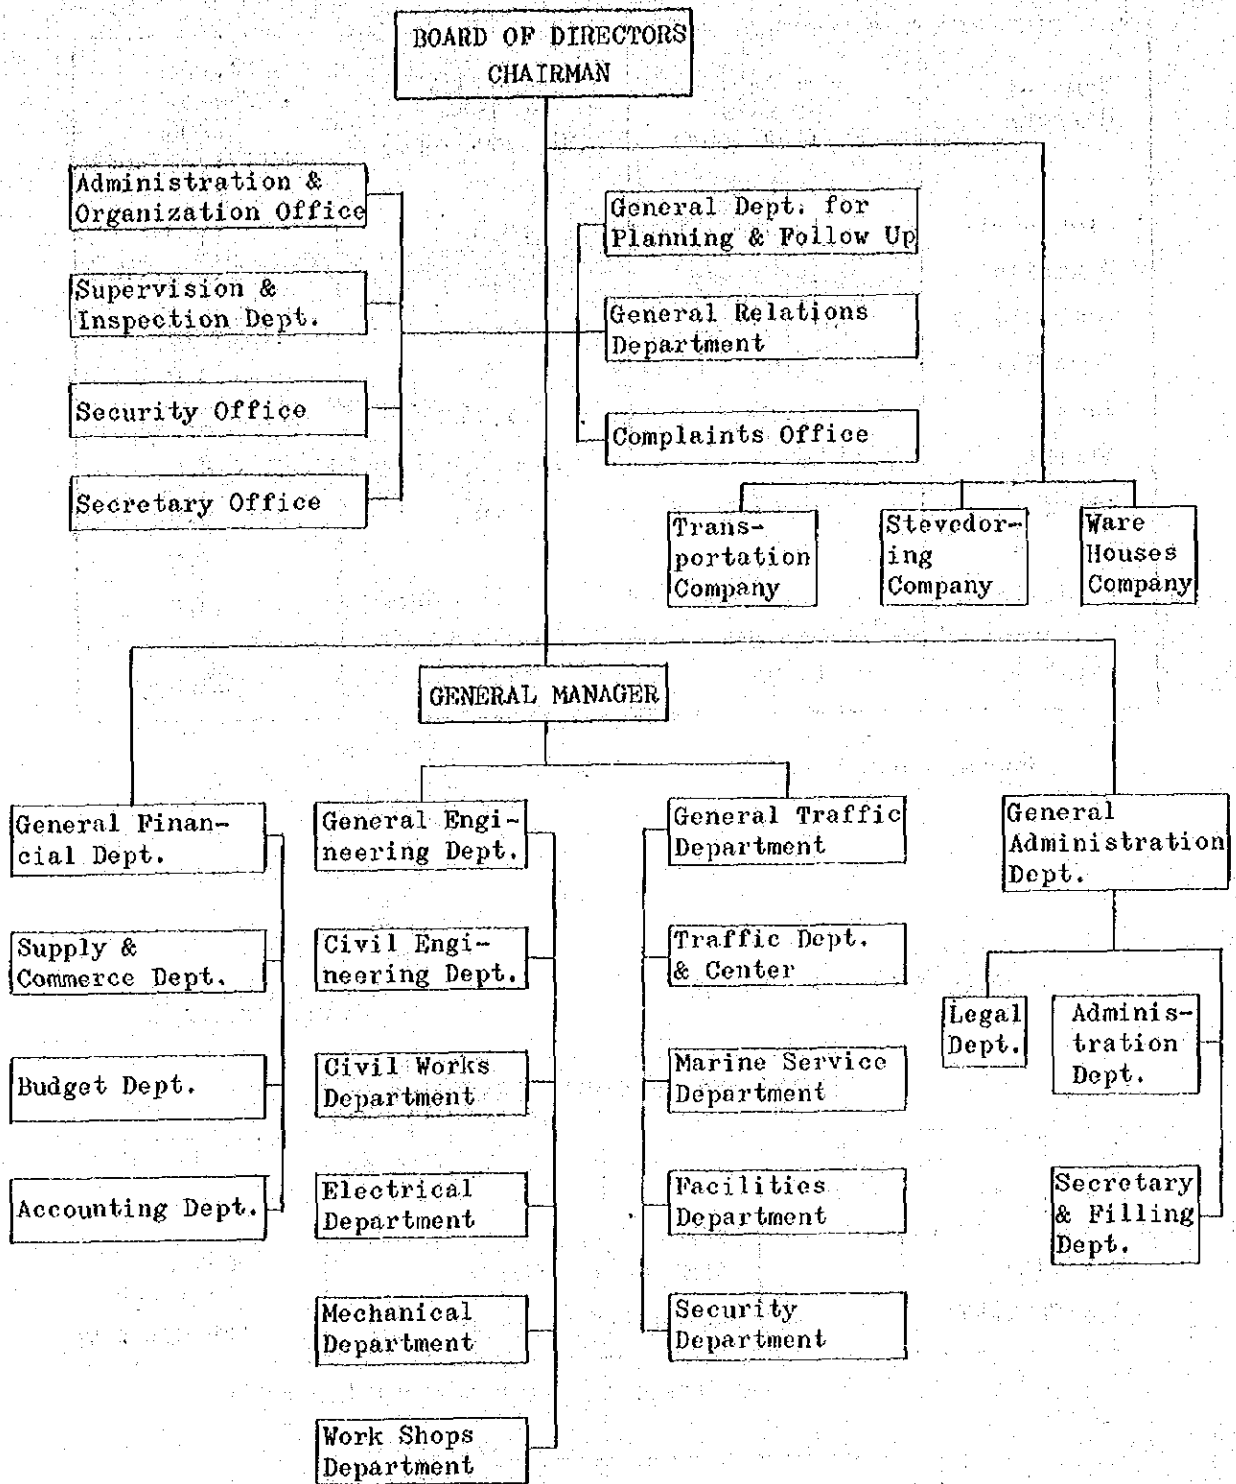 BOARD OF DIRECTORS
CHAIRMAN
Administration &
Organization Office
General Dept. for
Planning & Follow Up
Supervision &
Inspection Dept.
General Relations
Department
Security Office
Complaints Office
Secretary Office
Trans-
portation
Company
Stevedor-
ing
Company
Ware
Houses
Company
GENERAL MANAGER
General Finan-
cial Dept.
General Engi-
neering Dept.
General Traffic
Department
General
Administration
Dept.
Supply &
Commerce Dept.
Civil Engi-
neering Dept.
Traffic Dept.
& Center
Legal
Dept.
Adminis-
tration
Dept.
Budget Dept.
Civil Works
Department
Marine Service
Department
Accounting Dept.
Electrical
Department
Facilities
Department
Secretary
& Filling
Dept.
Mechanical
Department
Security
Department
Work Shops
Department